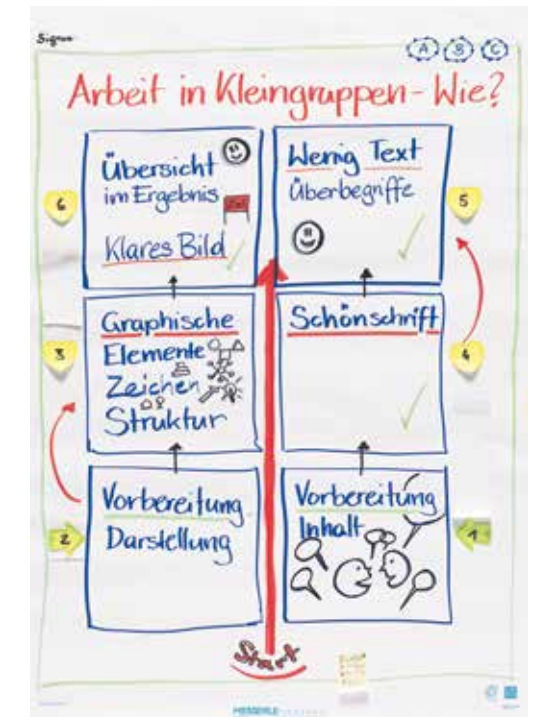 Signum
A B C
Arbeit in Kleingruppen - Wie?
6
Übersicht
im Ergebnis
Klares Bild
Wenig Text
Überbegriffe
5
3
Graphische
Elemente
Zeichen
Struktur
Schönschrift
4
2
Vorbereitung
Darstellung
Vorbereitung
Inhalt
1
Start